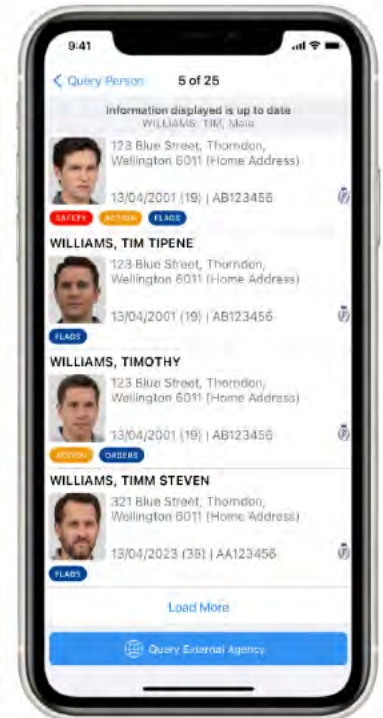 9:41
Query Person
5 of 25
Information displayed is up to date
WILLIAMS, TIM, Male
123 Blue Street, Thorndon,
Wellington 6011 (Home Address)
13/04/2001 (19) | AB123456
SAFETY ACTION FLAGS
WILLIAMS, TIM TIPENE
123 Blue Street, Thorndon,
Wellington 6011 (Home Address)
13/04/2001 (19) | AB123456
FLAGS
WILLIAMS, TIMOTHY
123 Blue Street, Thorndon,
Wellington 6011 (Home Address)
13/04/2001 (19) | AB123456
ACTION ORDERS
WILLIAMS, TIMM STEVEN
321 Blue Street, Thorndon,
Wellington 6011 (Home Address)
13/04/2023 (38) | AA123456
FLAGS
Load More
Query External Agency